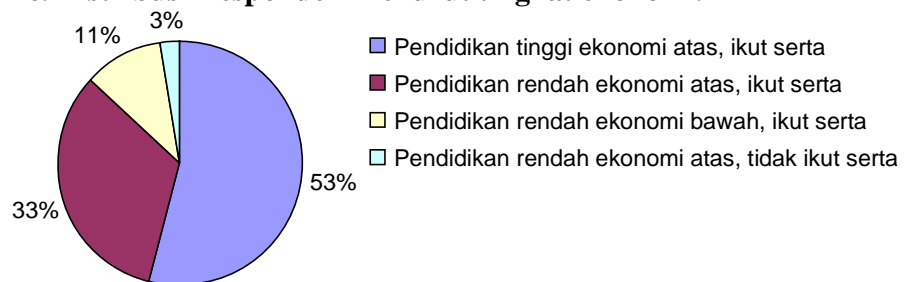 3%
11%
Pendidikan tinggi ekonomi atas, ikut serta
Pendidikan rendah ekonomi atas, ikut serta
Pendidikan rendah ekonomi bawah, ikut serta
Pendidikan rendah ekonomi atas, tidak ikut serta
53%
33%